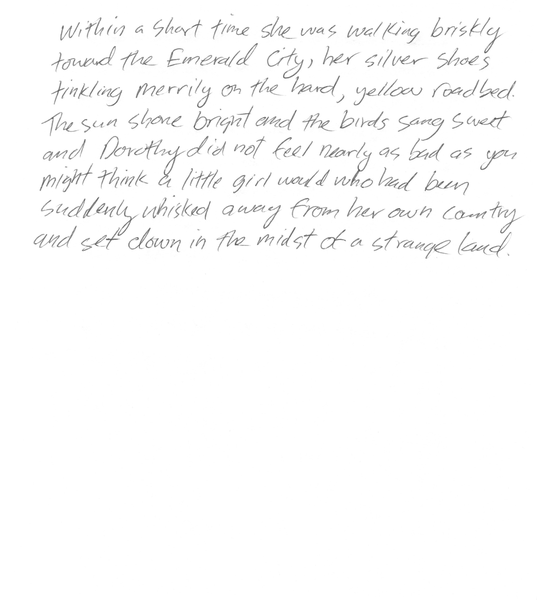 Within a short time she was walking briskly
toward the Emerald City, her silver shoes
tinkling merrily on the hard, yellow roadbed.
The sun shone bright and the birds sang sweet
and Dorothy did not feel nearly as bad as you
might think a little girl would who had been
suddenly whisked away from her own country
and set down in the midst of a strange land.